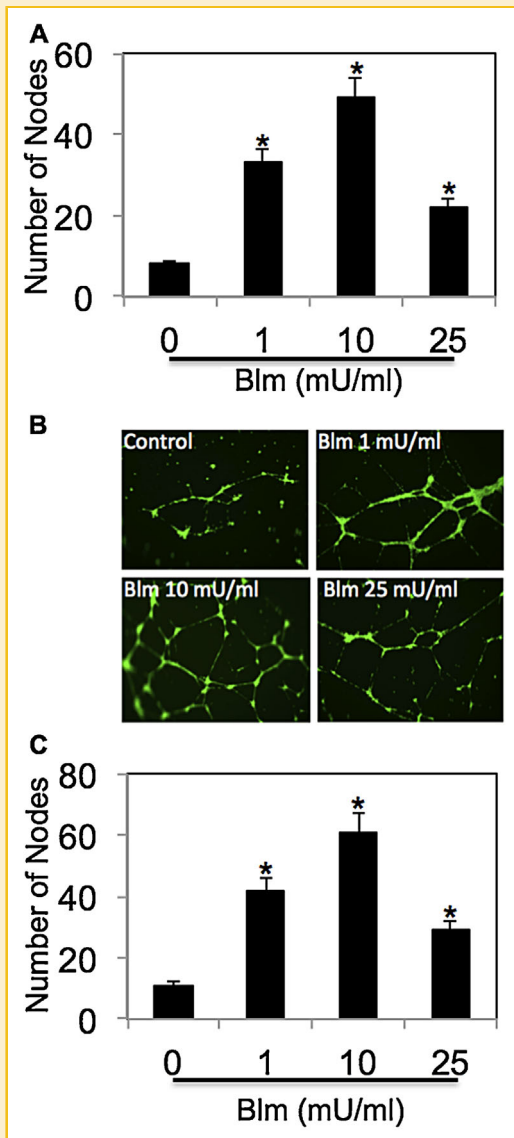 A
Number of Nodes
60
40
20
0
*
*
*
0 1 10 25
Blm (mU/ml)
B
Control
Blm 1 mU/ml
Blm 10 mU/ml
Blm 25 mU/ml
C
Number of Nodes
80
60
40
20
0
*
*
*
0 1 10 25
Blm (mU/ml)